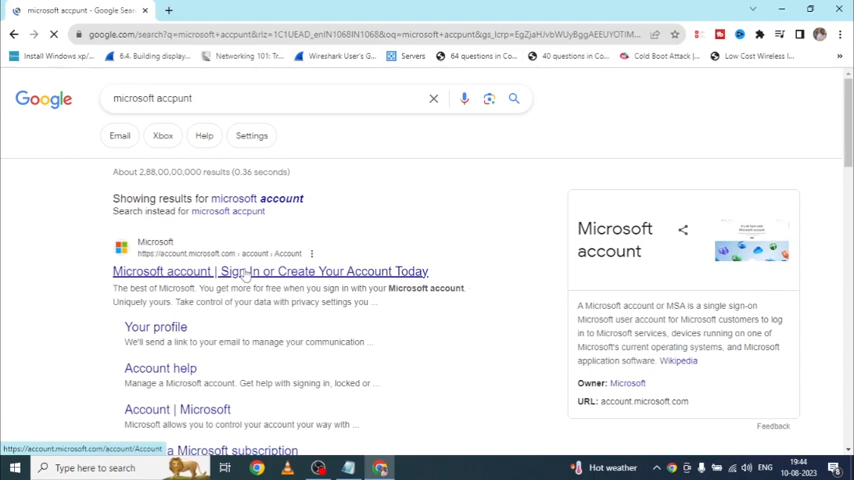 microsoft accpunt - Google Sear
google.com/search?q=microsoft+accpunt&rlz=1C1UEAD_enIN1068IN1068&oq=microsoft+accpunt&gs_lcrp=EgZjaHJvbWUyBggAEEUYOTIM...
Install Windows xp/...
6.4. Building display...
Networking 101: Tr...
Wireshark User's G...
Servers
64 questions in Co...
40 questions in Co...
Cold Boot Attack |...
Low Cost Wireless I...
Google
microsoft accpunt
Email
Xbox
Help
Settings
About 2,88,00,00,000 results (0.36 seconds)
Showing results for microsoft account
Search instead for microsoft accpunt
Microsoft
https://account.microsoft.com › account › Account
Microsoft account | Sign In or Create Your Account Today
The best of Microsoft. You get more for free when you sign in with your Microsoft account.
Uniquely yours. Take control of your data with privacy settings you ...
Your profile
We'll send a link to your email to manage your communication ...
Account help
Manage a Microsoft account. Get help with signing in, locked or ...
Account | Microsoft
Microsoft allows you to control your account your way with ...
a Microsoft subscription
Microsoft
account
A Microsoft account or MSA is a single sign-on
Microsoft user account for Microsoft customers to log
in to Microsoft services, devices running on one of
Microsoft's current operating systems, and Microsoft
application software. Wikipedia
Owner: Microsoft
URL: account.microsoft.com
Feedback
https://account.microsoft.com/account/Account
Type here to search
Hot weather
ENG
19:44
10-08-2023